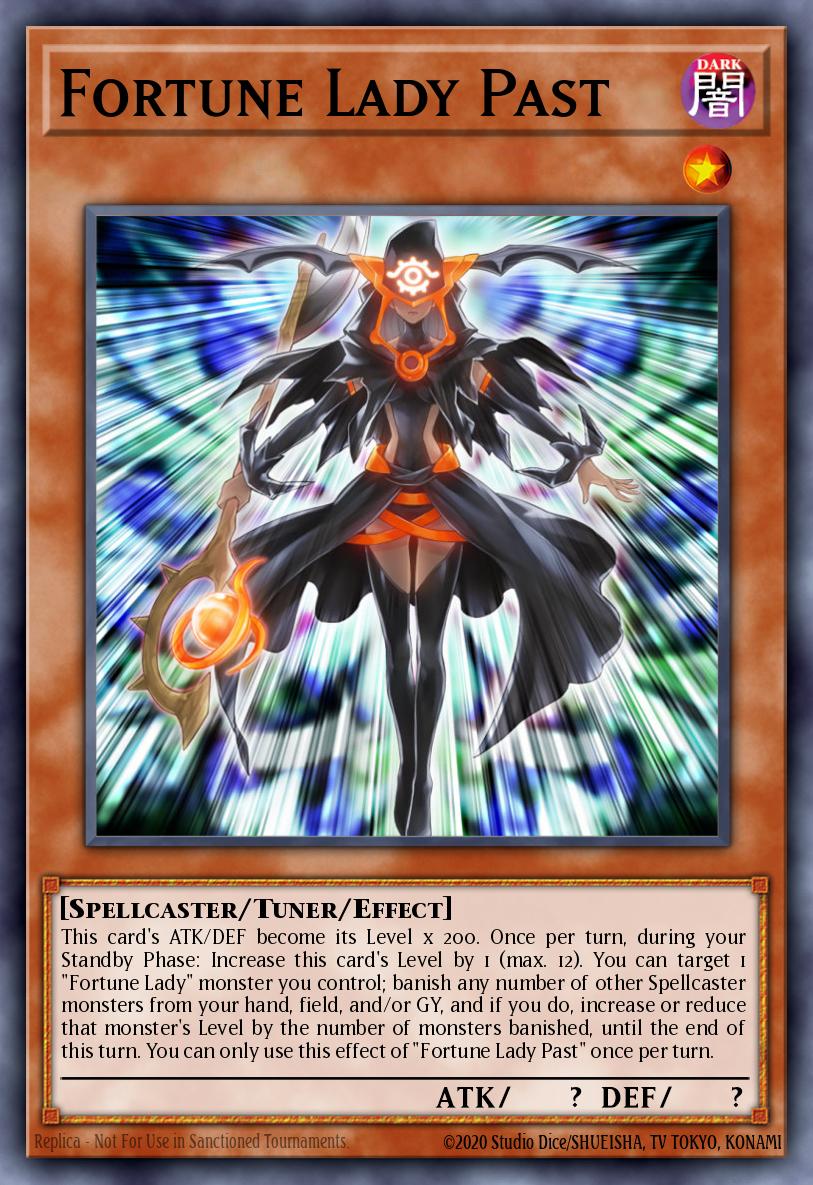 Fortune Lady Past
DARK
闇
[Spellcaster/Tuner/Effect]
This card's ATK/DEF become its Level x 200. Once per turn, during your
Standby Phase: Increase this card's Level by 1 (max. 12). You can target 1
"Fortune Lady" monster you control; banish any number of other Spellcaster
monsters from your hand, field, and/or GY, and if you do, increase or reduce
that monster's Level by the number of monsters banished, until the end of
this turn. You can only use this effect of "Fortune Lady Past" once per turn.
ATK/ ? DEF/ ?
Replica - Not For Use in Sanctioned Tournaments. ©2020 Studio Dice/SHUEISHA, TV TOKYO, KONAMI